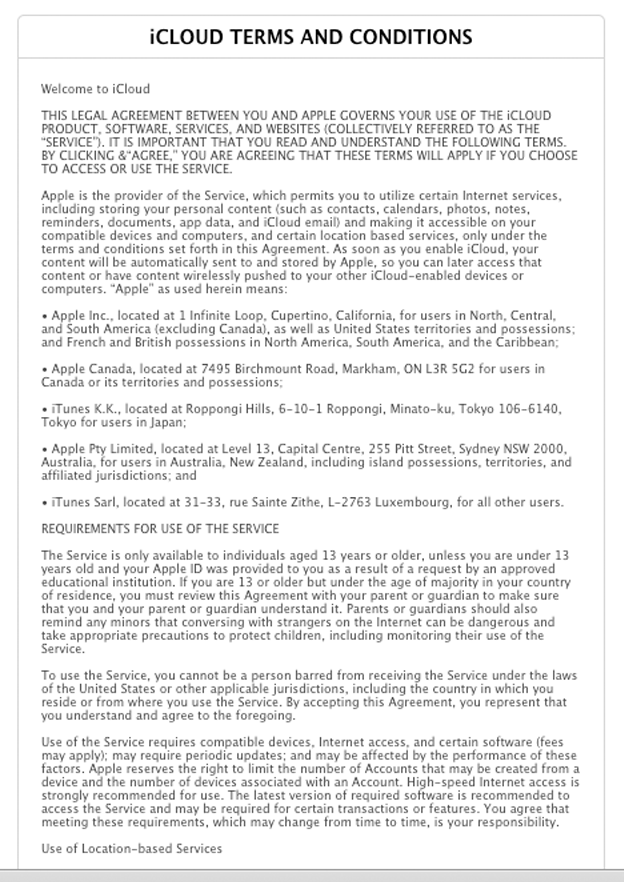 iCLOUD TERMS AND CONDITIONS
Welcome to iCloud
THIS LEGAL AGREEMENT BETWEEN YOU AND APPLE GOVERNS YOUR USE OF THE iCLOUD
PRODUCT, SOFTWARE, SERVICES, AND WEBSITES (COLLECTIVELY REFERRED TO AS THE
“SERVICE”). IT IS IMPORTANT THAT YOU READ AND UNDERSTAND THE FOLLOWING TERMS.
BY CLICKING &“AGREE,” YOU ARE AGREEING THAT THESE TERMS WILL APPLY IF YOU CHOOSE
TO ACCESS OR USE THE SERVICE.
Apple is the provider of the Service, which permits you to utilize certain Internet services,
including storing your personal content (such as contacts, calendars, photos, notes,
reminders, documents, app data, and iCloud email) and making it accessible on your
compatible devices and computers, and certain location based services, only under the
terms and conditions set forth in this Agreement. As soon as you enable iCloud, your
content will be automatically sent to and stored by Apple, so you can later access that
content or have content wirelessly pushed to your other iCloud-enabled devices or
computers. “Apple” as used herein means:
• Apple Inc., located at 1 Infinite Loop, Cupertino, California, for users in North, Central,
and South America (excluding Canada), as well as United States territories and possessions;
and French and British possessions in North America, South America, and the Caribbean;
• Apple Canada, located at 7495 Birchmount Road, Markham, ON L3R 5G2 for users in
Canada or its territories and possessions;
• iTunes K.K., located at Roppongi Hills, 6-10-1 Roppongi, Minato-ku, Tokyo 106-6140,
Tokyo for users in Japan;
• Apple Pty Limited, located at Level 13, Capital Centre, 255 Pitt Street, Sydney NSW 2000,
Australia, for users in Australia, New Zealand, including island possessions, territories, and
affiliated jurisdictions; and
• iTunes Sarl, located at 31-33, rue Sainte Zithe, L-2763 Luxembourg, for all other users.
REQUIREMENTS FOR USE OF THE SERVICE
The Service is only available to individuals aged 13 years or older, unless you are under 13
years old and your Apple ID was provided to you as a result of a request by an approved
educational institution. If you are 13 or older but under the age of majority in your country
of residence, you must review this Agreement with your parent or guardian to make sure
that you and your parent or guardian understand it. Parents or guardians should also
remind any minors that conversing with strangers on the Internet can be dangerous and
take appropriate precautions to protect children, including monitoring their use of the
Service.
To use the Service, you cannot be a person barred from receiving the Service under the laws
of the United States or other applicable jurisdictions, including the country in which you
reside or from where you use the Service. By accepting this Agreement, you represent that
you understand and agree to the foregoing.
Use of the Service requires compatible devices, Internet access, and certain software (fees
may apply); may require periodic updates; and may be affected by the performance of these
factors. Apple reserves the right to limit the number of Accounts that may be created from a
device and the number of devices associated with an Account. High-speed Internet access is
strongly recommended for use. The latest version of required software is recommended to
access the Service and may be required for certain transactions or features. You agree that
meeting these requirements, which may change from time to time, is your responsibility.
Use of Location-based Services